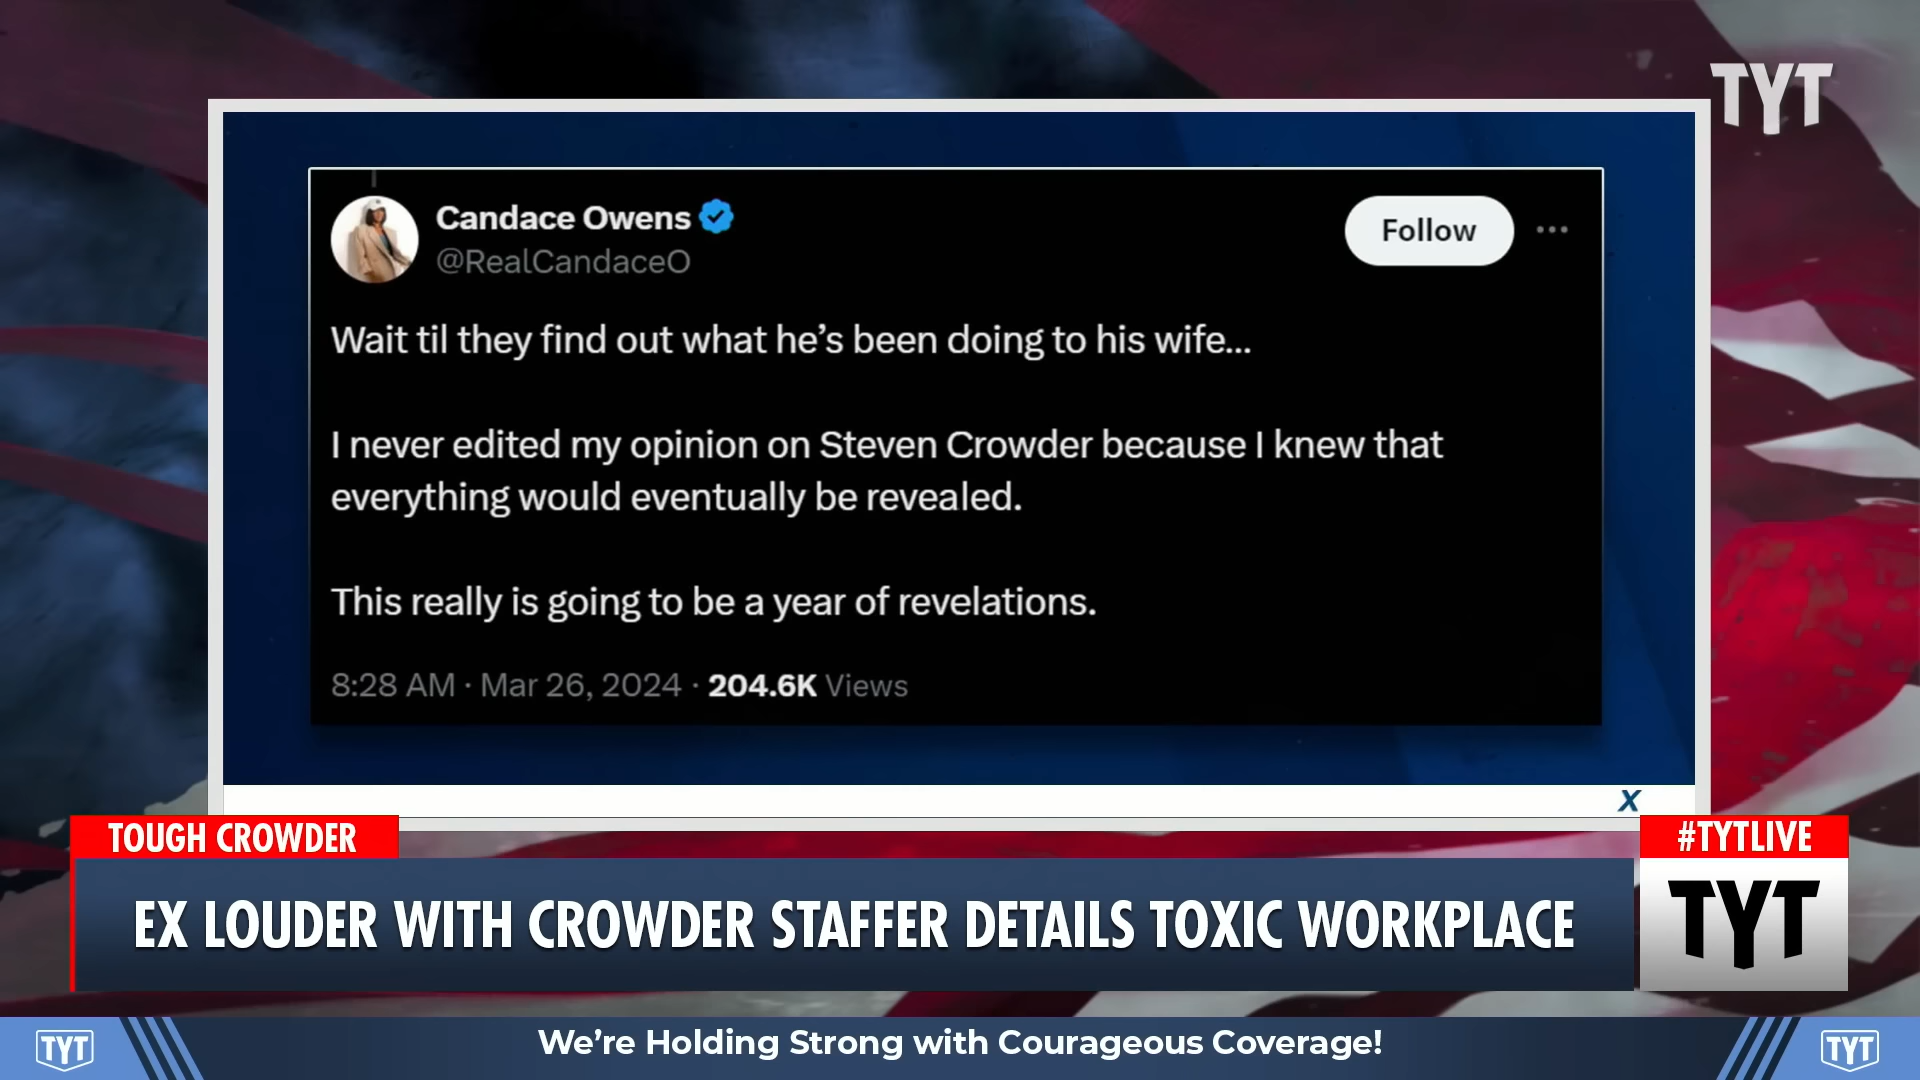 TYT
Candace Owens
@RealCandaceO
Follow
Wait til they find out what he’s been doing to his wife...
I never edited my opinion on Steven Crowder because I knew that
everything would eventually be revealed.
This really is going to be a year of revelations.
8:28 AM · Mar 26, 2024 · 204.6K Views
X
TOUGH CROWDER
#TYTLIVE
EX LOUDER WITH CROWDER STAFFER DETAILS TOXIC WORKPLACE
TYT
TYT
We’re Holding Strong with Courageous Coverage!
TYT